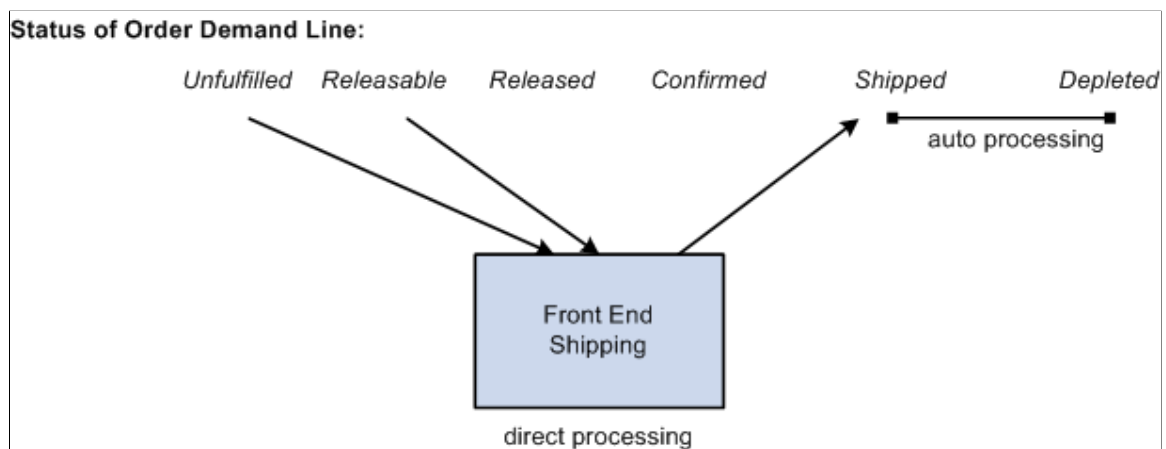 Status of Order Demand Line:
Unfulfilled Releasable Released Confirmed Shipped Depleted
auto processing
Front End
Shipping
direct processing